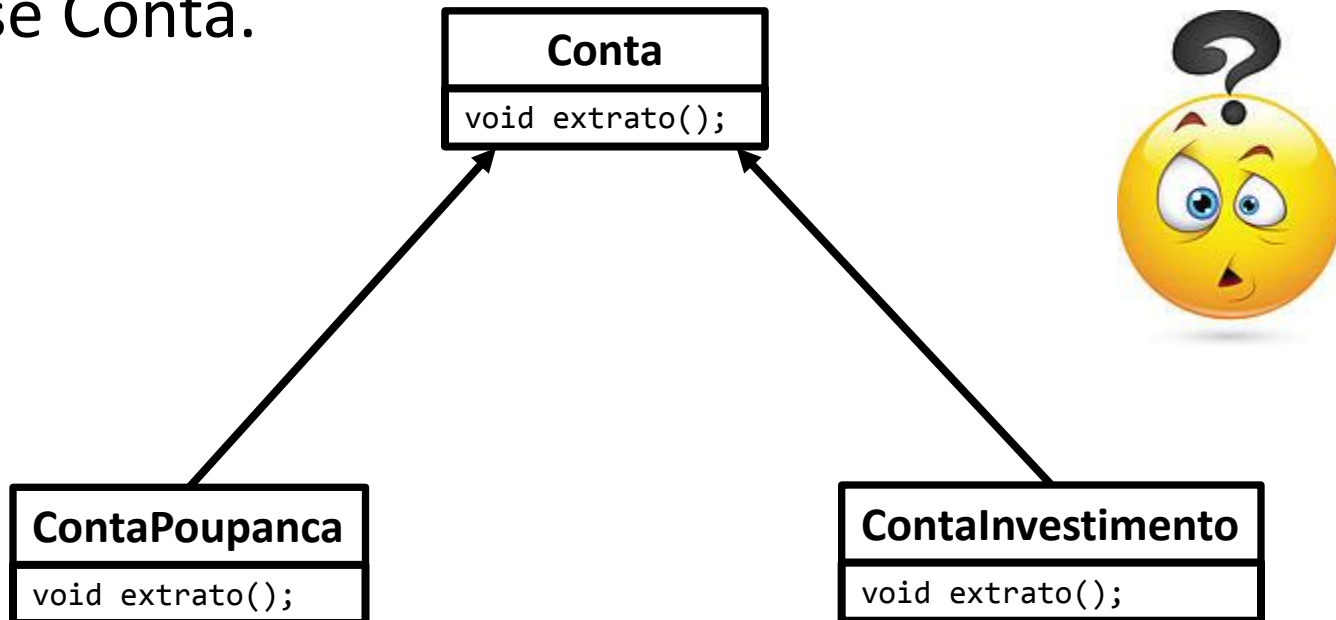 se Conta.
Conta
void extrato();
ContaPoupanca
void extrato();
ContaInvestimento
void extrato();